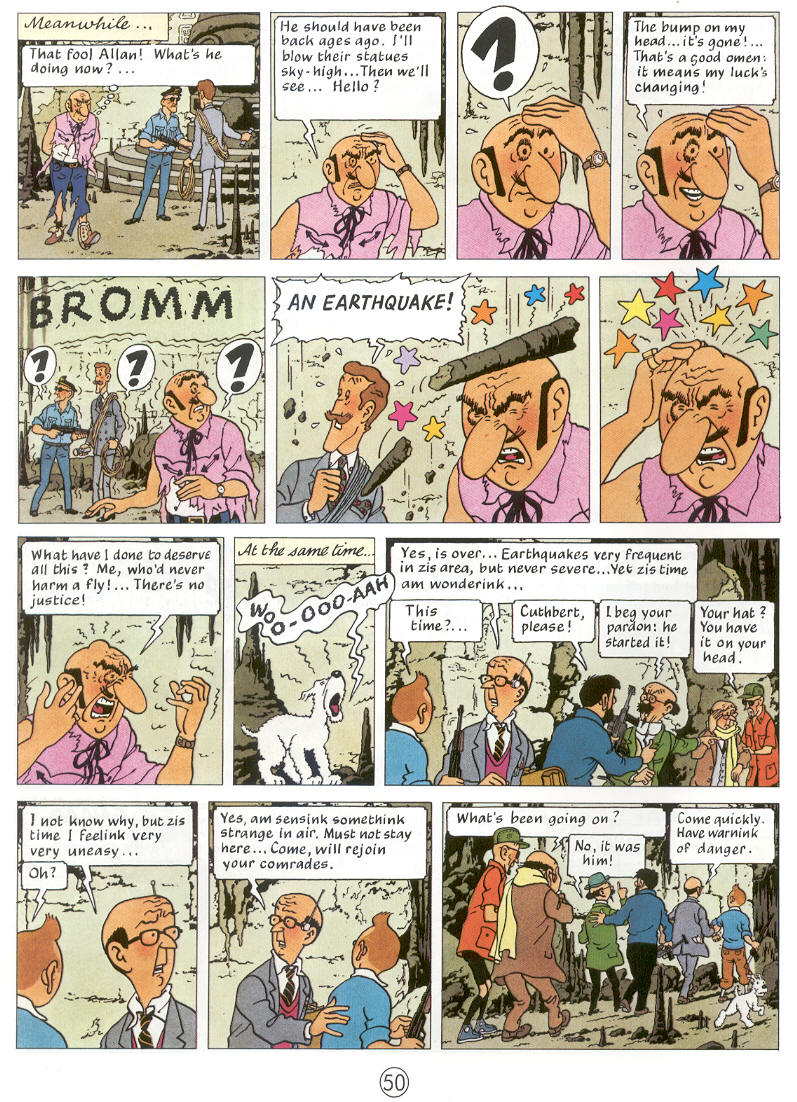 Meanwhile...
That fool Allan! What's he
doing now?...
He should have been
back ages ago. I'll
blow their statues
sky-high...Then we'll
see... Hello?
?
The bump on my
head...it's gone!...
That's a good omen:
it means my luck's
changing!
BROMM
?
?
?
AN EARTHQUAKE!
What have I done to deserve
all this? Me, who'd never
harm a fly!... There's no
justice!
At the same time...
WOO-OOO-AAH
Yes, is over... Earthquakes very frequent
in zis area, but never severe...Yet zis time
am wonderink...
This
time?...
Cuthbert,
please!
I beg your
pardon: he
started it!
Your hat?
You have
it on your
head.
I not know why, but zis
time I feelink very
very uneasy...
Oh?
Yes, am sensink somethink
strange in air. Must not stay
here... Come, will rejoin
your comrades.
What's been going on?
No, it was
him!
Come quickly.
Have warnink
of danger.
50